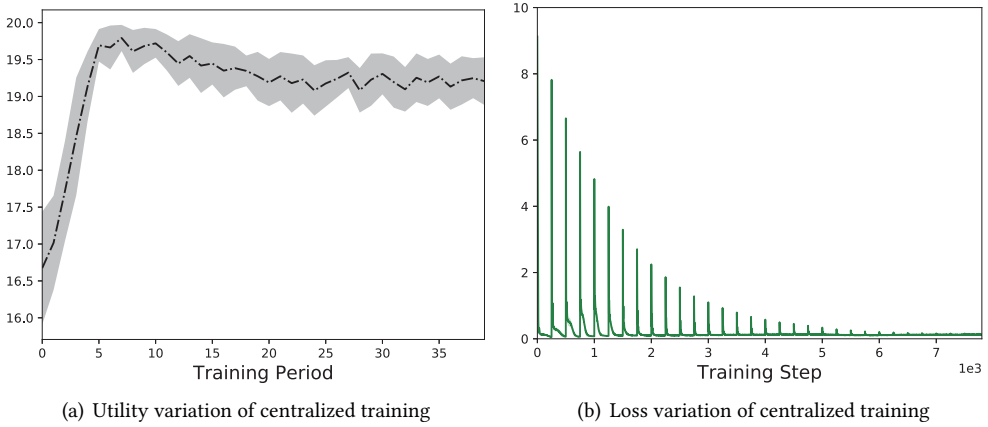 20.0
19.5
19.0
18.5
18.0
17.5
17.0
16.5
16.0
0 5 10 15 20 25 30 35
Training Period
(a) Utility variation of centralized training
10
8
6
4
2
0
0 1 2 3 4 5 6 7
1e3
Training Step
(b) Loss variation of centralized training